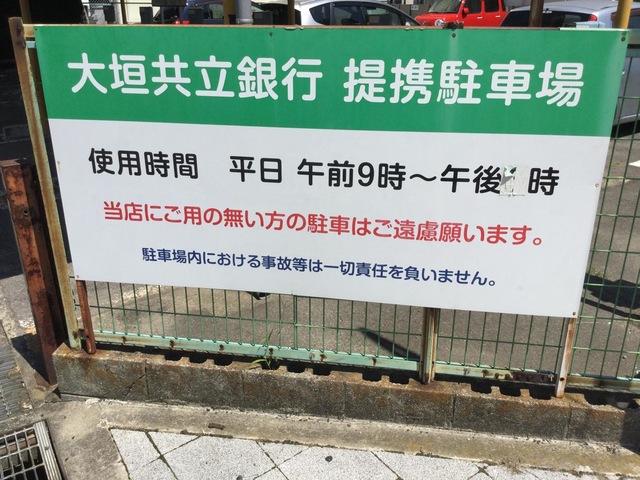 大垣共立銀行 提携駐車場
使用時間 平日 午前9時～午後 時
当店にご用の無い方の駐車はご遠慮願います。
駐車場内における事故等は一切責任を負いません。